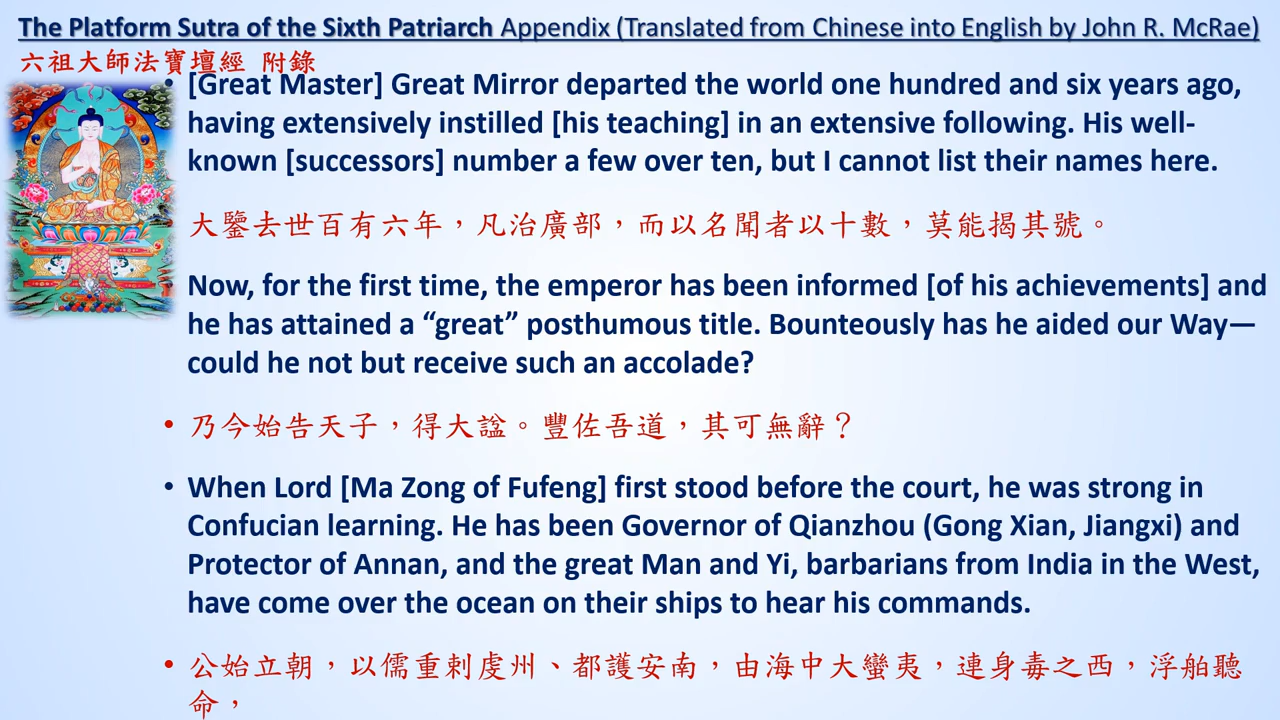 The Platform Sutra of the Sixth Patriarch Appendix (Translated from Chinese into English by John R. McRae)
六祖大師法寶壇經 附錄
• [Great Master] Great Mirror departed the world one hundred and six years ago,
having extensively instilled [his teaching] in an extensive following. His well-
known [successors] number a few over ten, but I cannot list their names here.
大鑒去世百有六年，凡治廣部，而以名聞者以十數，莫能揭其號。
Now, for the first time, the emperor has been informed [of his achievements] and
he has attained a “great” posthumous title. Bounteously has he aided our Way—
could he not but receive such an accolade?
• 乃今始告天子，得大諡。豐佐吾道，其可無辭？
• When Lord [Ma Zong of Fufeng] first stood before the court, he was strong in
Confucian learning. He has been Governor of Qianzhou (Gong Xian, Jiangxi) and
Protector of Annan, and the great Man and Yi, barbarians from India in the West,
have come over the ocean on their ships to hear his commands.
• 公始立朝，以儒重剌虔州、都護安南，由海中大蠻夷，連身毒之西，浮舶聽
命，